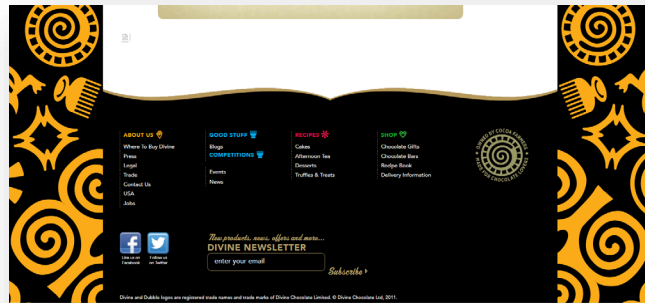 ABOUT US
Where To Buy Divine
Press
Legal
Trade
Contact Us
USA
Jobs
GOOD STUFF
Blogs
COMPETITIONS
Events
News
RECIPES
Cakes
Afternoon Tea
Desserts
Truffles & Treats
SHOP
Chocolate Gifts
Chocolate Bars
Recipe Book
Delivery Information
OWNED BY COCOA FARMERS
MADE FOR CHOCOLATE LOVERS
Like us on
Facebook
Follow us
on Twitter
New products, news, offers and more...
DIVINE NEWSLETTER
enter your email
Subscribe
Divine and Dubble logos are registered trade names and trade marks of Divine Chocolate Limited. © Divine Chocolate Ltd, 2011.